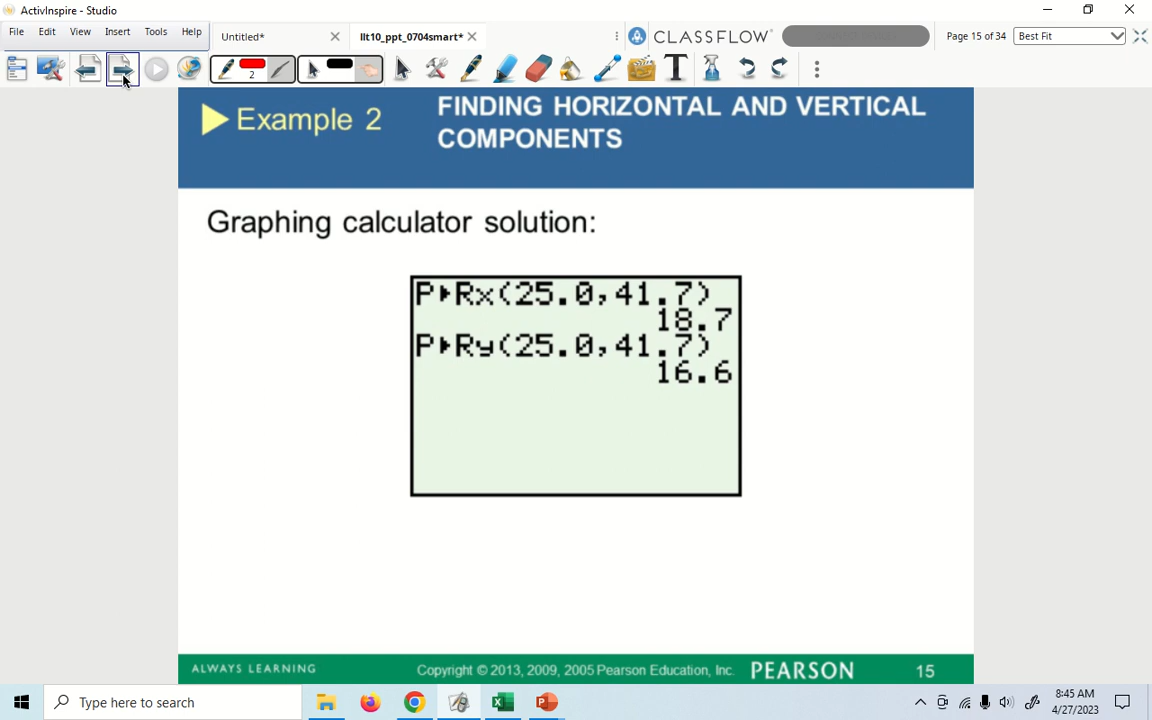 ActivInspire - Studio
File Edit View Insert Tools Help
Untitled*
llt10_ppt_0704smart*
CLASSFLOW
Page 15 of 34
Best Fit
2
Example 2
FINDING HORIZONTAL AND VERTICAL
COMPONENTS
Graphing calculator solution:
P▸Rx(25.0,41.7)
18.7
P▸Ry(25.0,41.7)
16.6
ALWAYS LEARNING
Copyright © 2013, 2009, 2005 Pearson Education, Inc.
PEARSON
15
Type here to search
8:45 AM
4/27/2023